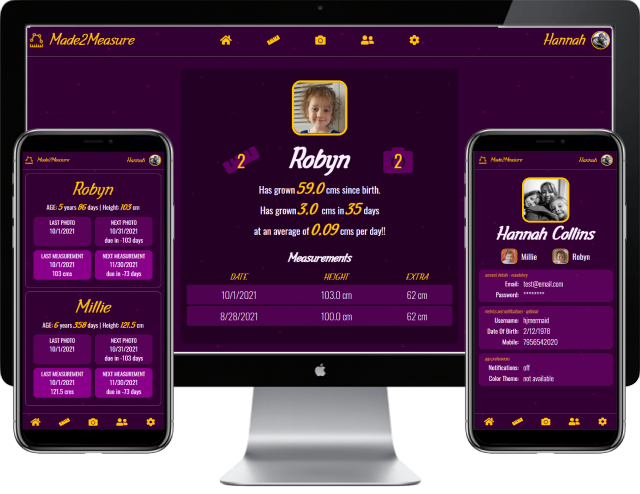 Made2Measure
Hannah
2
Robyn
2
Has grown 59.0 cms since birth.
Has grown 3.0 cms in 35 days
at an average of 0.09 cms per day!!
Measurements
DATE HEIGHT EXTRA
10/1/2021 103.0 cm 62 cm
8/28/2021 100.0 cm 62 cm
Made2Measure Hannah
Robyn
AGE: 5 years 86 days | Height: 103 cm
LAST PHOTO NEXT PHOTO
10/1/2021 10/31/2021
due in -103 days
LAST MEASUREMENT NEXT MEASUREMENT
10/1/2021 11/30/2021
103 cms due in -73 days
Millie
AGE: 6 years 358 days | Height: 121.5 cm
LAST PHOTO NEXT PHOTO
10/1/2021 10/31/2021
due in -103 days
LAST MEASUREMENT NEXT MEASUREMENT
10/1/2021 11/30/2021
121.5 cms due in -73 days
Made2Measure Hannah
Hannah Collins
Millie Robyn
account details - mandatory
Email: test@email.com
Password: ********
metrics and notifications - optional
Username: hjmermaid
Date Of Birth: 2/12/1978
Mobile: 7956542020
app preferences
Notifications: off
Color Theme: not available